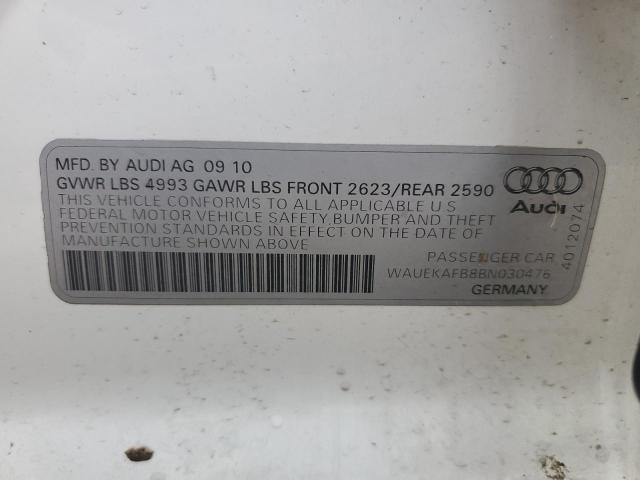 MFD. BY AUDI AG 09 10
GVWR LBS 4993 GAWR LBS FRONT 2623/REAR 2590
THIS VEHICLE CONFORMS TO ALL APPLICABLE U S
FEDERAL MOTOR VEHICLE SAFETY, BUMPER AND THEFT
PREVENTION STANDARDS IN EFFECT ON THE DATE OF
MANUFACTURE SHOWN ABOVE
Audi
4012074
PASSENGER CAR
WAUEKAFB8BN030476
GERMANY